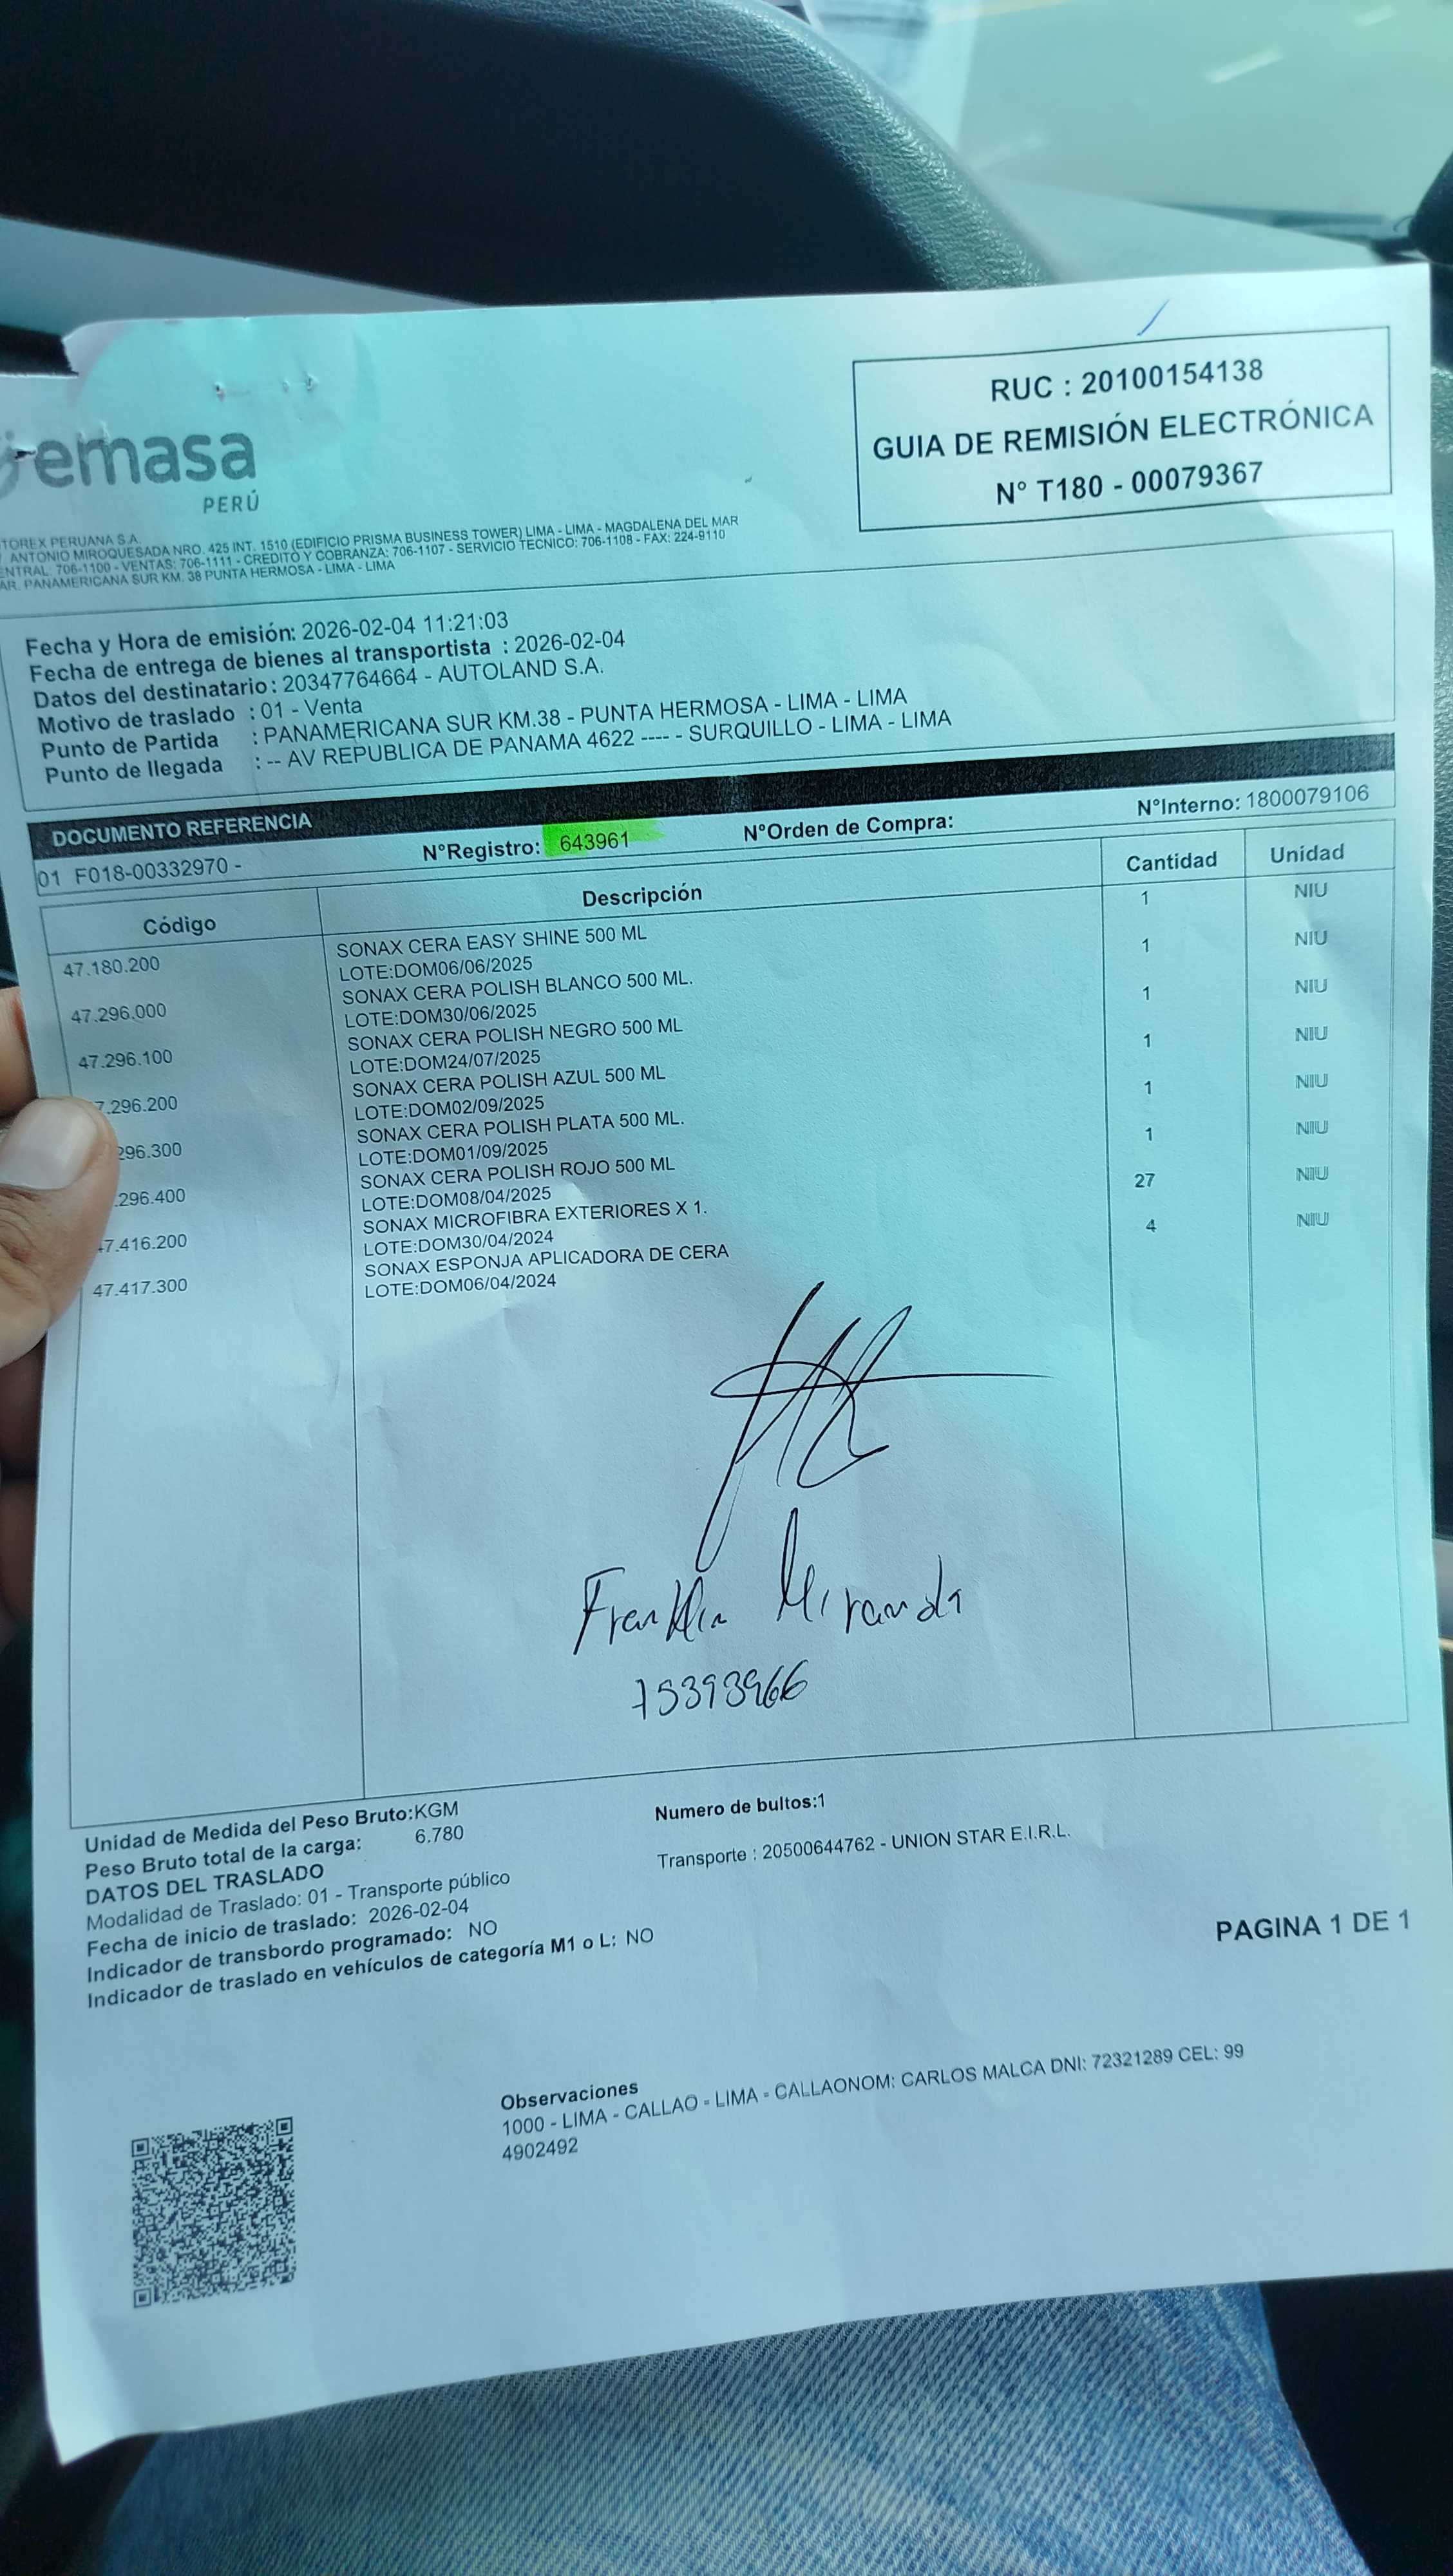 emasa
PERÚ
RUC : 20100154138
GUIA DE REMISIÓN ELECTRÓNICA
N° T180 - 00079367
TOREX PERUANA S.A.
ANTONIO MIROQUESADA NRO. 425 INT. 1510 (EDIFICIO PRISMA BUSINESS TOWER) LIMA - LIMA - MAGDALENA DEL MAR
ENTRAL: 706-1100 - VENTAS: 706-1111 - CREDITO Y COBRANZA: 706-1107 - SERVICIO TECNICO: 706-1108 - FAX: 224-9110
AR. PANAMERICANA SUR KM. 38 PUNTA HERMOSA - LIMA - LIMA
Fecha y Hora de emisión: 2026-02-04 11:21:03
Fecha de entrega de bienes al transportista : 2026-02-04
Datos del destinatario : 20347764664 - AUTOLAND S.A.
Motivo de traslado : 01 - Venta
Punto de Partida : PANAMERICANA SUR KM.38 - PUNTA HERMOSA - LIMA - LIMA
Punto de llegada : -- AV REPUBLICA DE PANAMA 4622 ---- - SURQUILLO - LIMA - LIMA
DOCUMENTO REFERENCIA
01 F018-00332970 - N°Registro: 643961 N°Orden de Compra: N°Interno: 1800079106
Código Descripción Cantidad Unidad
47.180.200 SONAX CERA EASY SHINE 500 ML 1 NIU
LOTE:DOM06/06/2025
47.296.000 SONAX CERA POLISH BLANCO 500 ML. 1 NIU
LOTE:DOM30/06/2025
47.296.100 SONAX CERA POLISH NEGRO 500 ML 1 NIU
LOTE:DOM24/07/2025
7.296.200 SONAX CERA POLISH AZUL 500 ML 1 NIU
LOTE:DOM02/09/2025
296.300 SONAX CERA POLISH PLATA 500 ML. 1 NIU
LOTE:DOM01/09/2025
.296.400 SONAX CERA POLISH ROJO 500 ML 1 NIU
LOTE:DOM08/04/2025
7.416.200 SONAX MICROFIBRA EXTERIORES X 1. 27 NIU
LOTE:DOM30/04/2024
47.417.300 SONAX ESPONJA APLICADORA DE CERA 4 NIU
LOTE:DOM06/04/2024
Franklin Miranda
75393966
Unidad de Medida del Peso Bruto:KGM Numero de bultos:1
Peso Bruto total de la carga: 6.780
DATOS DEL TRASLADO Transporte : 20500644762 - UNION STAR E.I.R.L.
Modalidad de Traslado: 01 - Transporte público
Fecha de inicio de traslado: 2026-02-04
Indicador de transbordo programado: NO
Indicador de traslado en vehículos de categoría M1 o L: NO
PAGINA 1 DE 1
Observaciones
1000 - LIMA - CALLAO - LIMA - CALLAONOM: CARLOS MALCA DNI: 72321289 CEL: 99
4902492